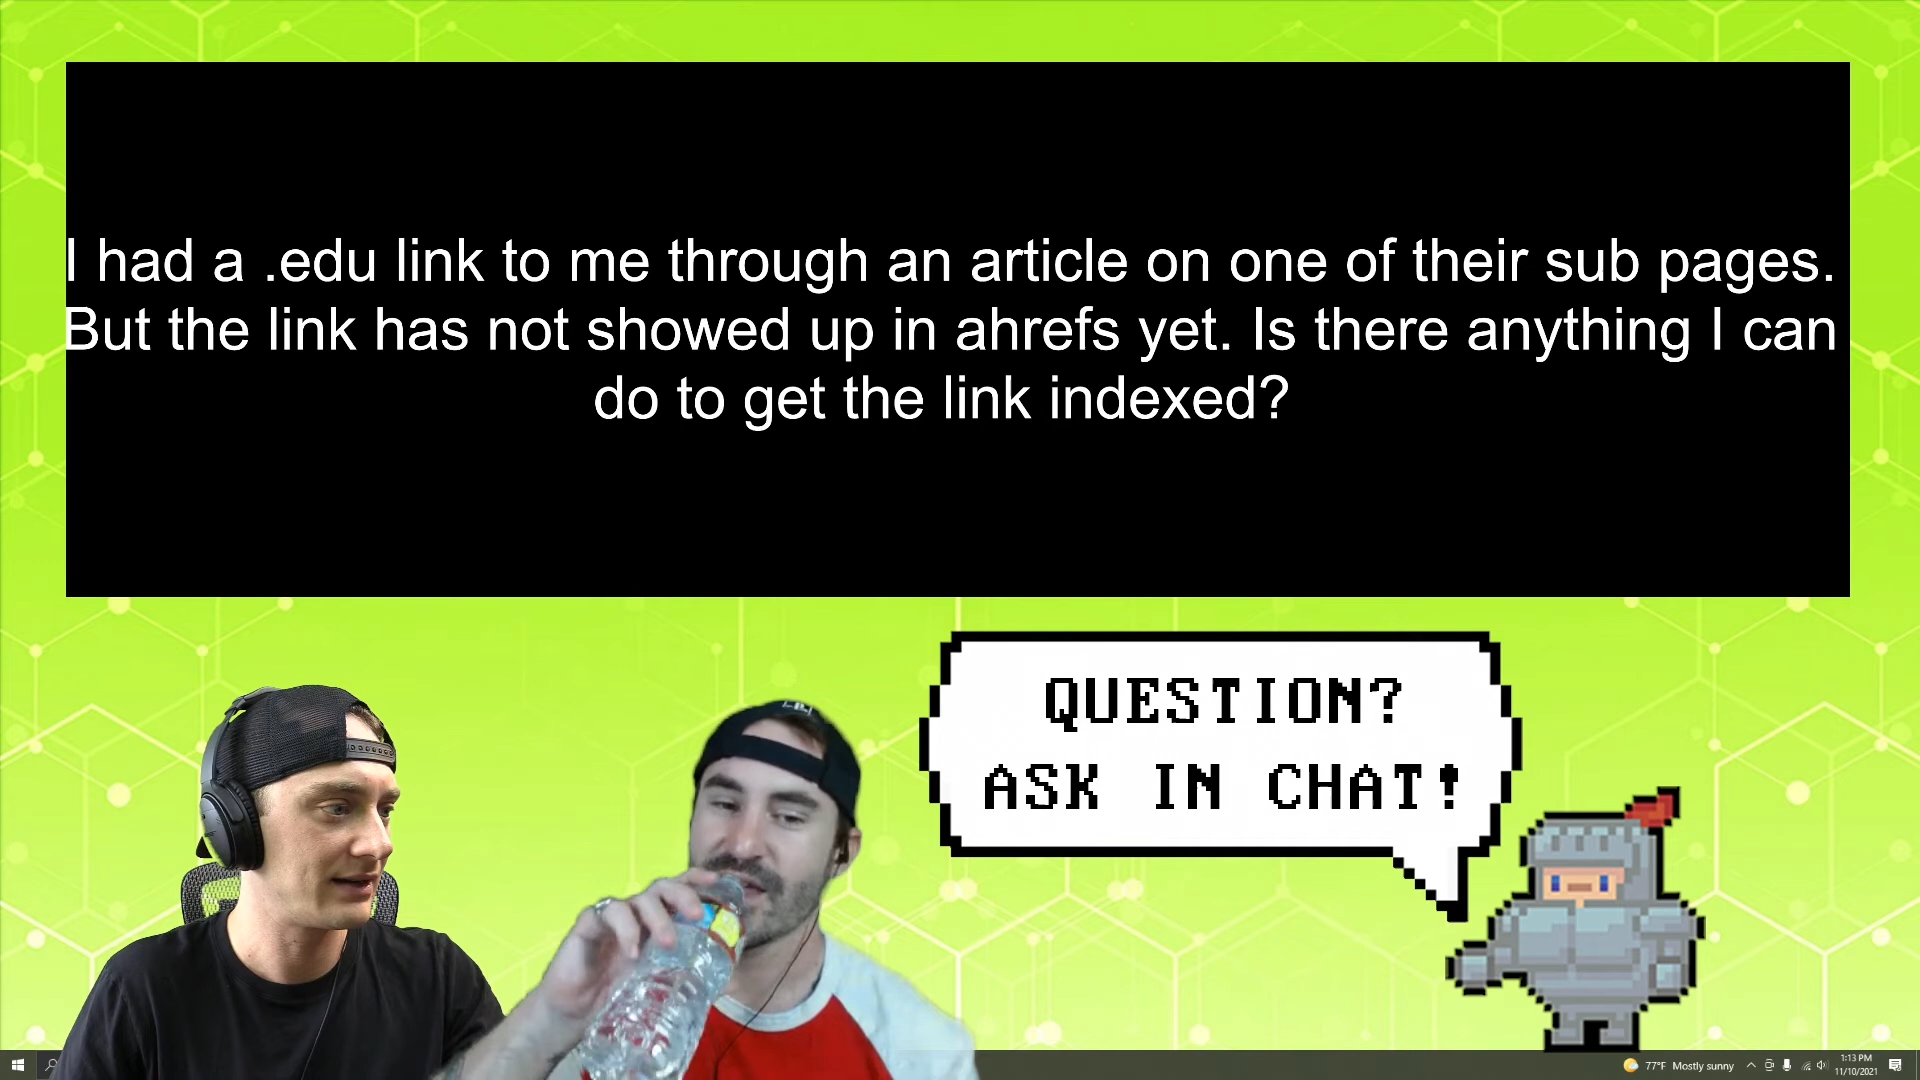 I had a .edu link to me through an article on one of their sub pages.
But the link has not showed up in ahrefs yet. Is there anything I can
do to get the link indexed?
QUESTION?
ASK IN CHAT!
77°F Mostly sunny
1:13 PM
11/10/2021